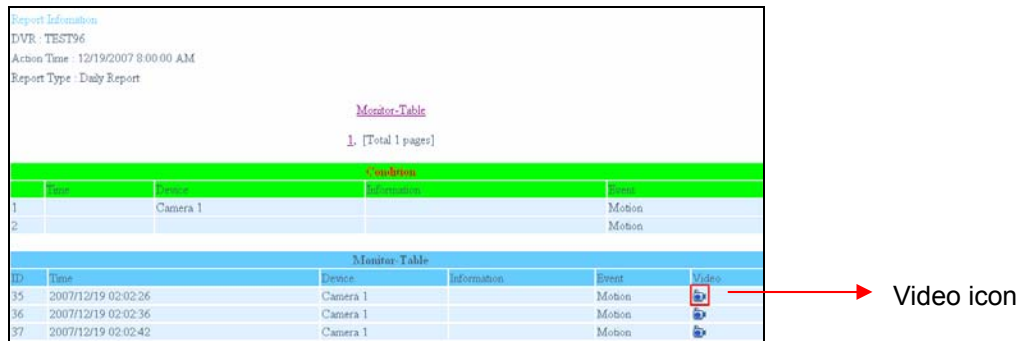 Report Infomation
DVR : TEST96
Action Time : 12/19/2007 8:00:00 AM
Report Type : Daily Report
Monitor-Table
1. [Total 1 pages]
Condition
Time Device Information Event
1 Camera 1 Motion
2 Motion
Monitor-Table
ID Time Device Information Event Video
35 2007/12/19 02:02:26 Camera 1 Motion
36 2007/12/19 02:02:36 Camera 1 Motion
37 2007/12/19 02:02:42 Camera 1 Motion
Video icon